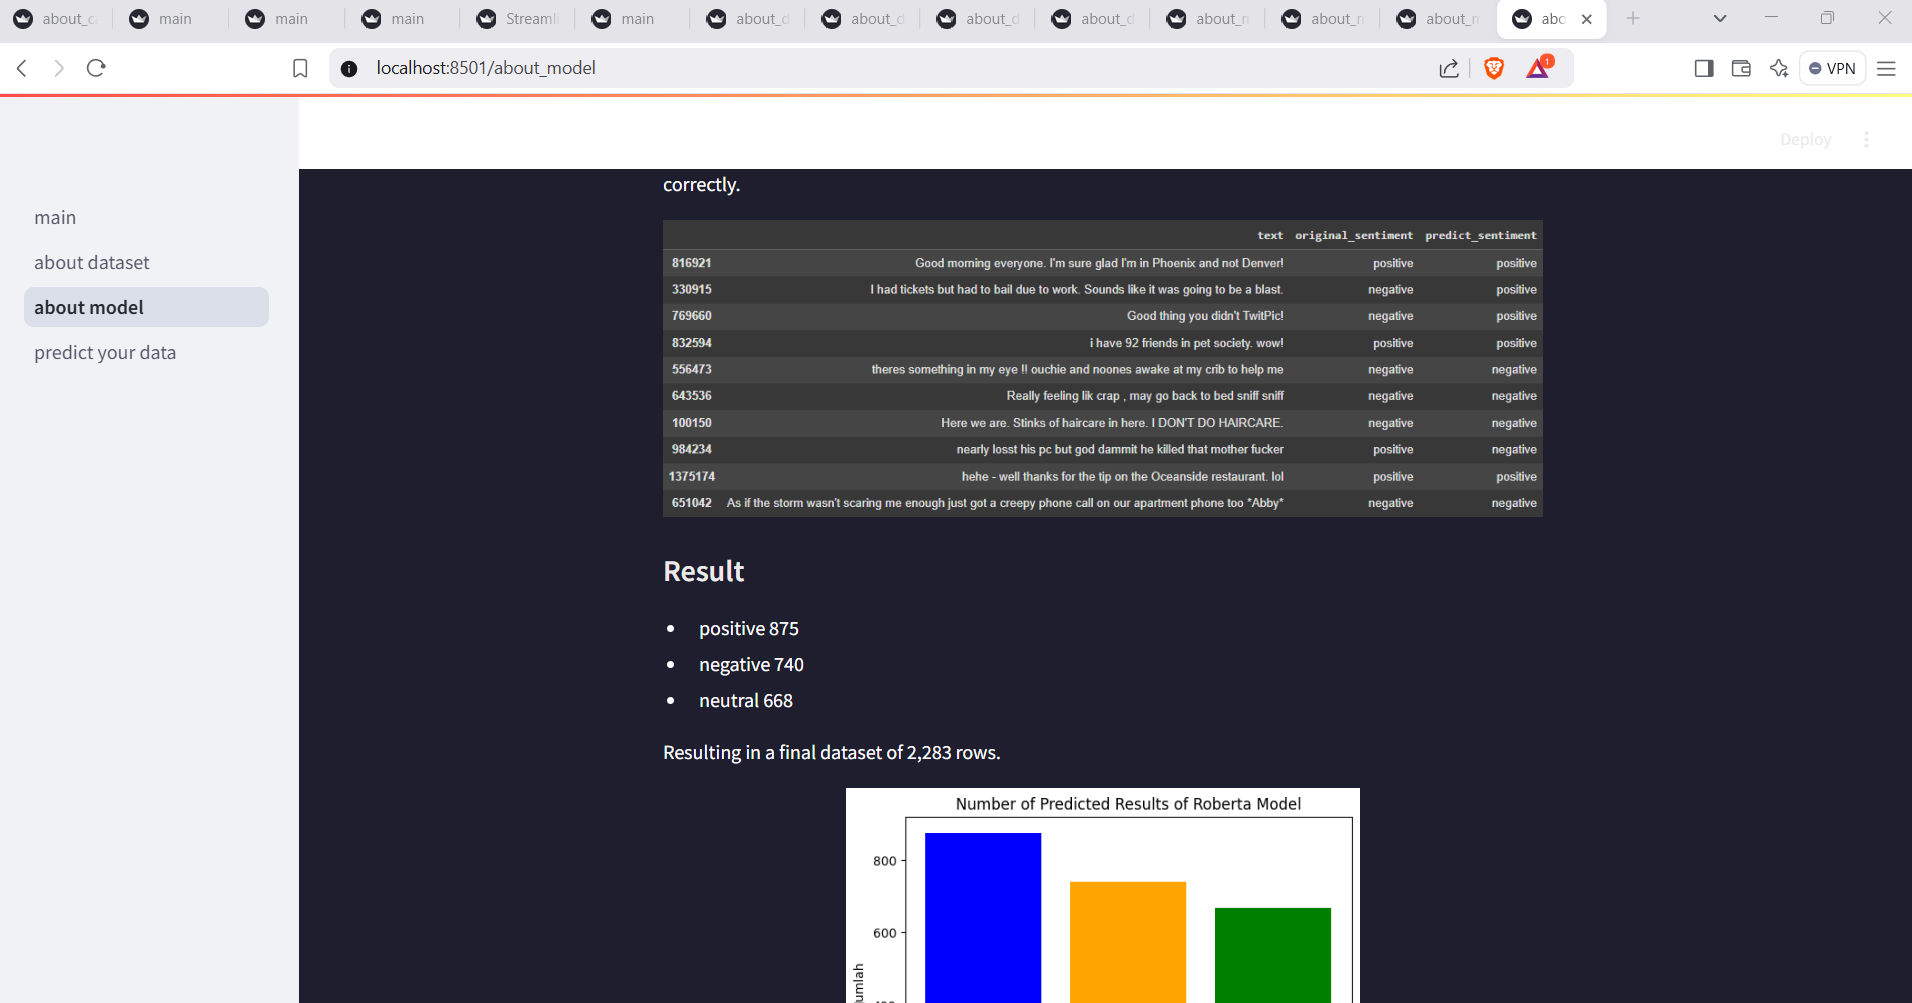 about_c
main
main
main
Streamli
main
about_d
about_d
about_d
about_d
about_m
about_m
about_m
abo
localhost:8501/about_model
1
VPN
Deploy
main
about dataset
about model
predict your data
correctly.
text original_sentiment predict_sentiment
816921 Good morning everyone. I'm sure glad I'm in Phoenix and not Denver! positive positive
330915 I had tickets but had to bail due to work. Sounds like it was going to be a blast. negative positive
769660 Good thing you didn't TwitPic! negative positive
832594 i have 92 friends in pet society. wow! positive positive
556473 theres something in my eye !! ouchie and noones awake at my crib to help me negative negative
643536 Really feeling lik crap , may go back to bed sniff sniff negative negative
100150 Here we are. Stinks of haircare in here. I DON'T DO HAIRCARE. negative negative
984234 nearly losst his pc but god dammit he killed that mother fucker positive negative
1375174 hehe - well thanks for the tip on the Oceanside restaurant. lol positive positive
651042 As if the storm wasn't scaring me enough just got a creepy phone call on our apartment phone too *Abby* negative negative
Result
• positive 875
• negative 740
• neutral 668
Resulting in a final dataset of 2,283 rows.
Number of Predicted Results of Roberta Model
800
600